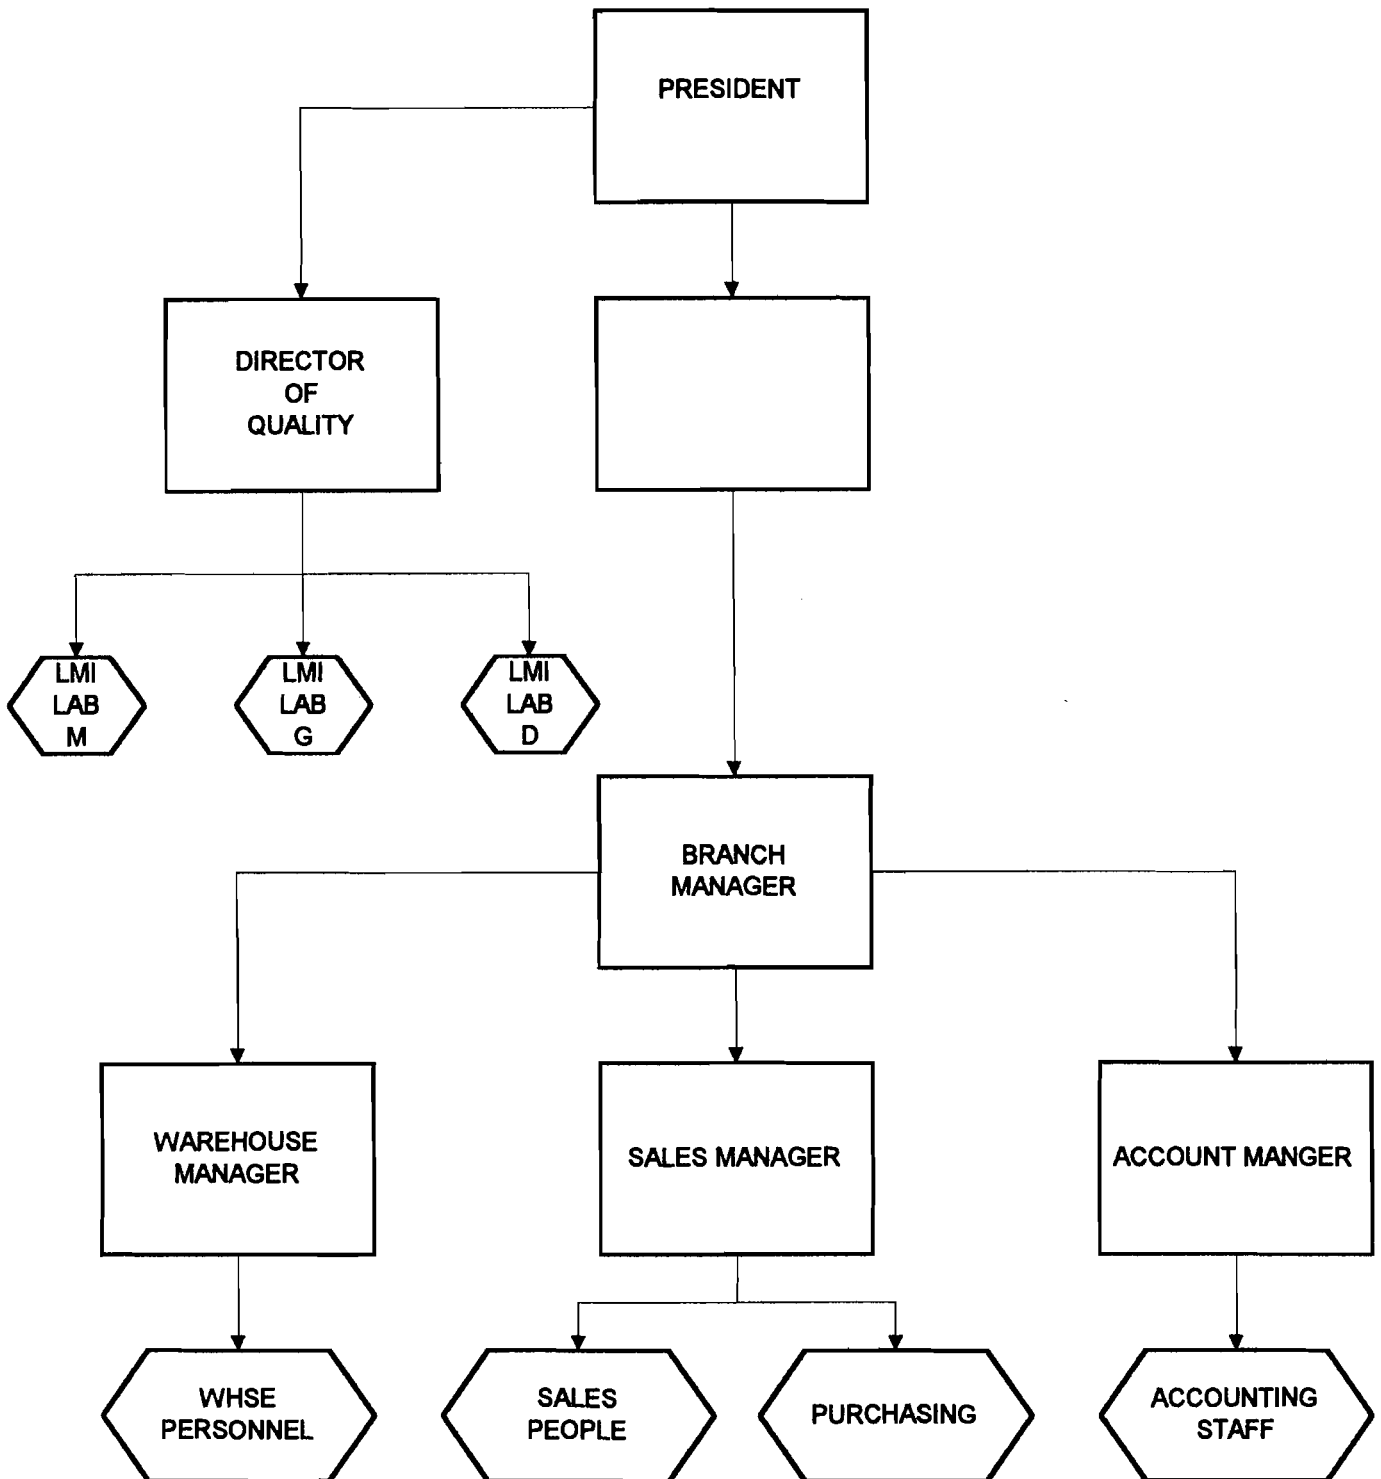 PRESIDENT
DIRECTOR
OF
QUALITY
LMI
LAB
M
LMI
LAB
G
LMI
LAB
D
BRANCH
MANAGER
WAREHOUSE
MANAGER
SALES MANAGER
ACCOUNT MANGER
WHSE
PERSONNEL
SALES
PEOPLE
PURCHASING
ACCOUNTING
STAFF